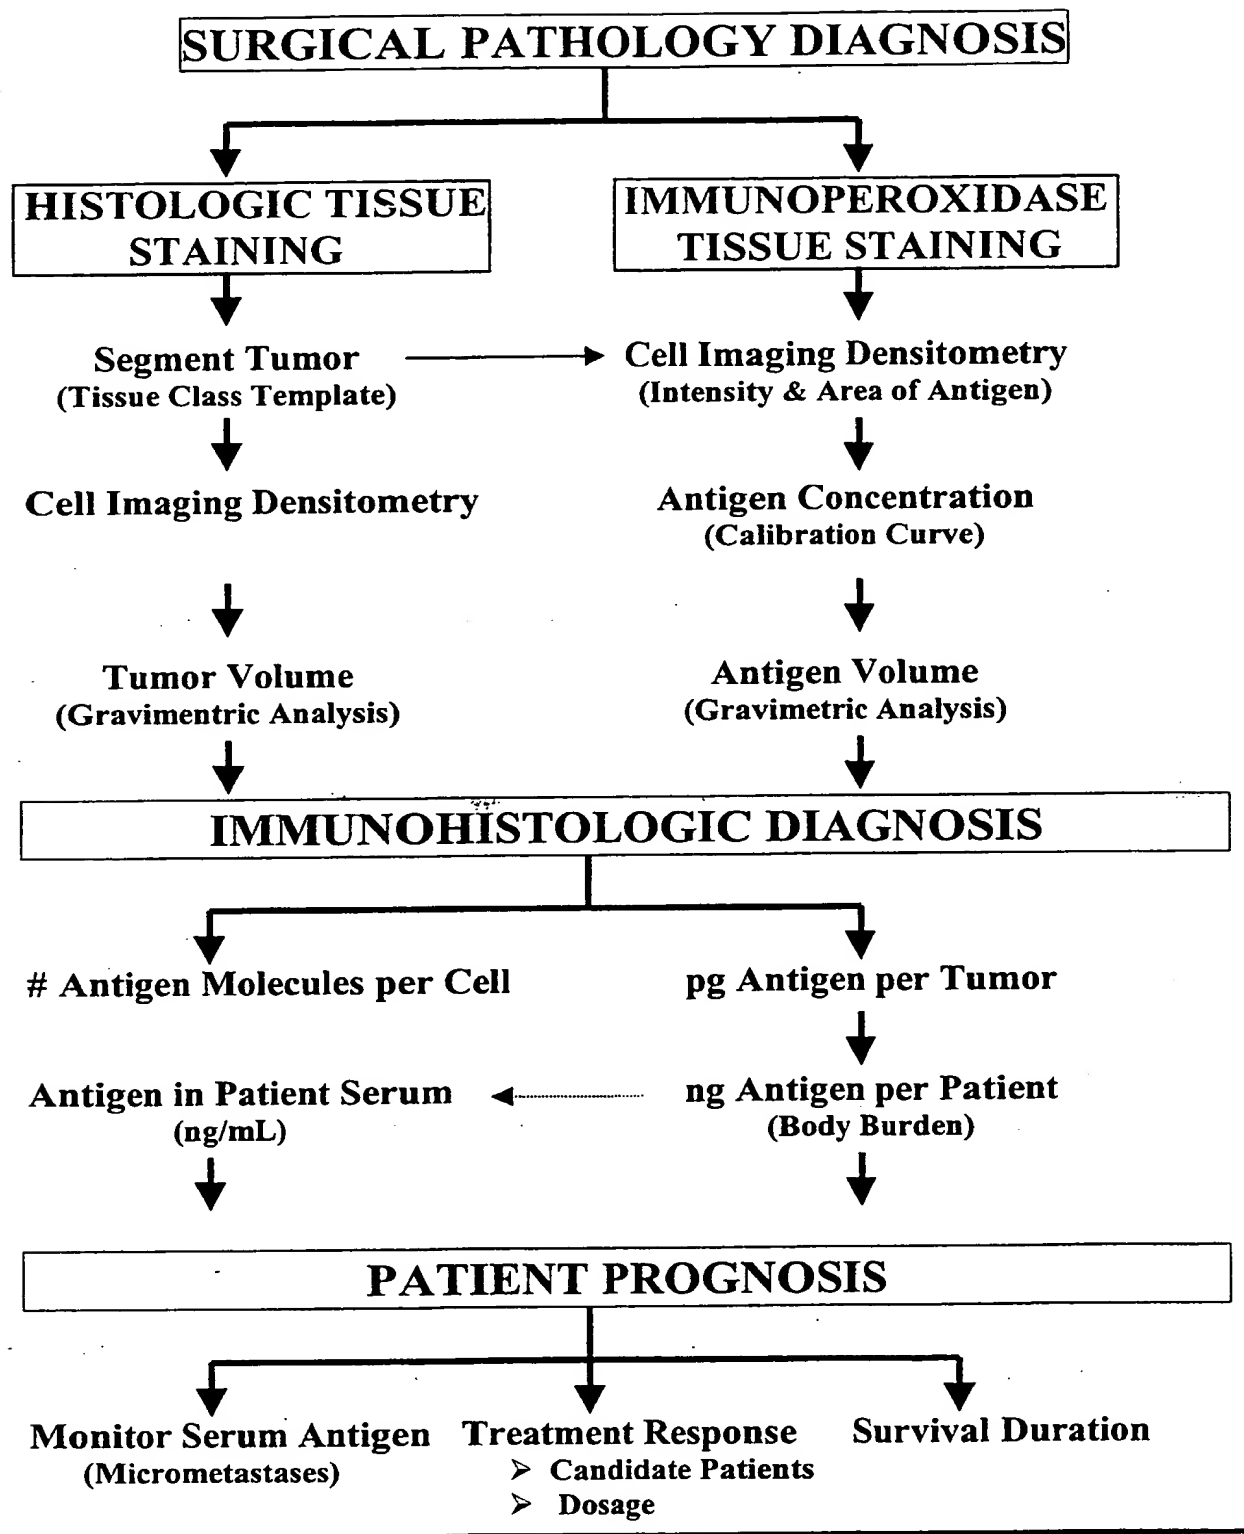 SURGICAL PATHOLOGY DIAGNOSIS
HISTOLOGIC TISSUE
STAINING
IMMUNOPEROXIDASE
TISSUE STAINING
Segment Tumor
(Tissue Class Template)
Cell Imaging Densitometry
(Intensity & Area of Antigen)
Cell Imaging Densitometry
Antigen Concentration
(Calibration Curve)
Tumor Volume
(Gravimentric Analysis)
Antigen Volume
(Gravimetric Analysis)
IMMUNOHISTOLOGIC DIAGNOSIS
# Antigen Molecules per Cell
pg Antigen per Tumor
Antigen in Patient Serum
(ng/mL)
ng Antigen per Patient
(Body Burden)
PATIENT PROGNOSIS
Monitor Serum Antigen
(Micrometastases)
Treatment Response
➢ Candidate Patients
➢ Dosage
Survival Duration